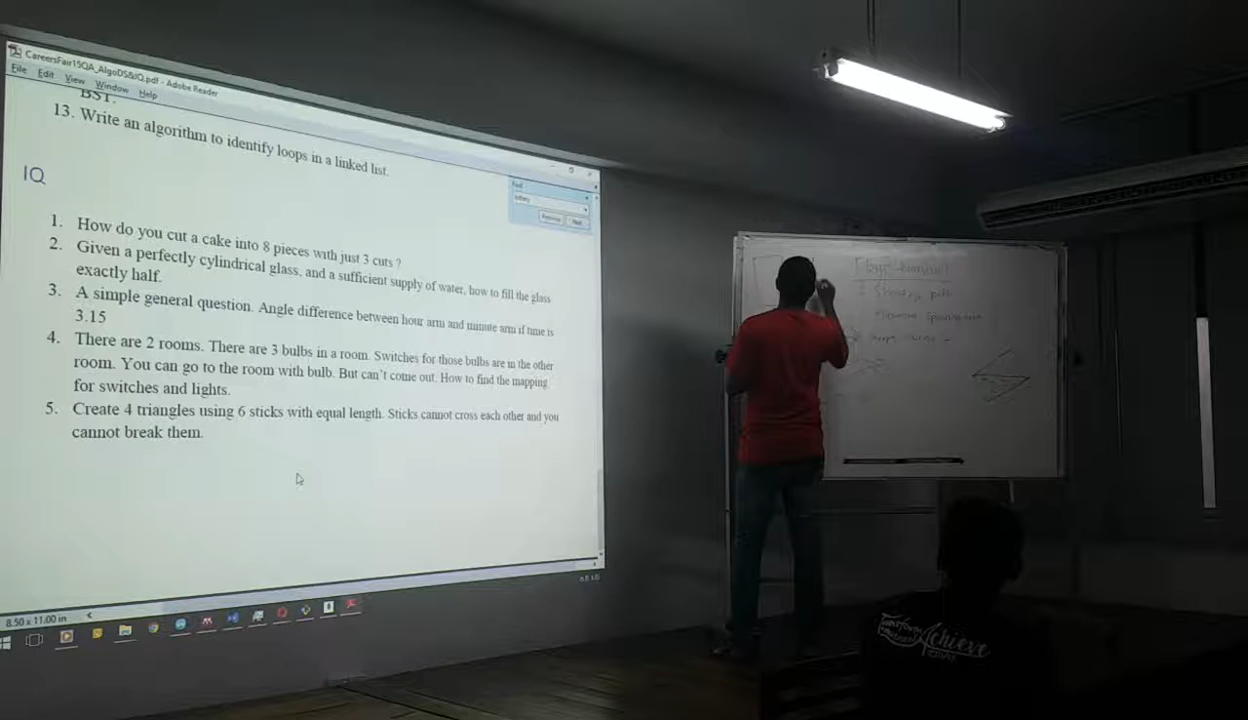 CareersFair15QA_AlgoDS&IQ.pdf - Adobe Reader
File Edit View Window Help
BST.
13. Write an algorithm to identify loops in a linked list.
IQ
1. How do you cut a cake into 8 pieces with just 3 cuts ?
2. Given a perfectly cylindrical glass, and a sufficient supply of water, how to fill the glass
exactly half.
3. A simple general question. Angle difference between hour arm and minute arm if time is
3.15
4. There are 2 rooms. There are 3 bulbs in a room. Switches for those bulbs are in the other
room. You can go to the room with bulb. But can't come out. How to find the mapping
for switches and lights.
5. Create 4 triangles using 6 sticks with equal length. Sticks cannot cross each other and you
cannot break them.
8.50 x 11.00 in
Find
Previous Next
Achieve